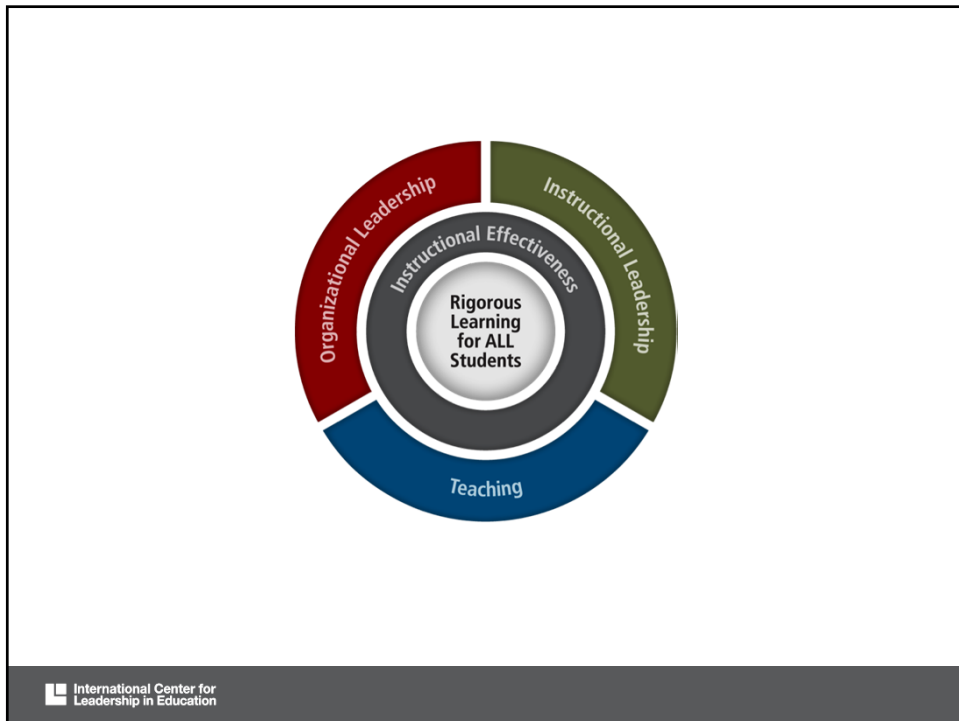 Organizational Leadership
Instructional Leadership
Instructional Effectiveness
Rigorous
Learning
for ALL
Students
Teaching
International Center for
Leadership in Education